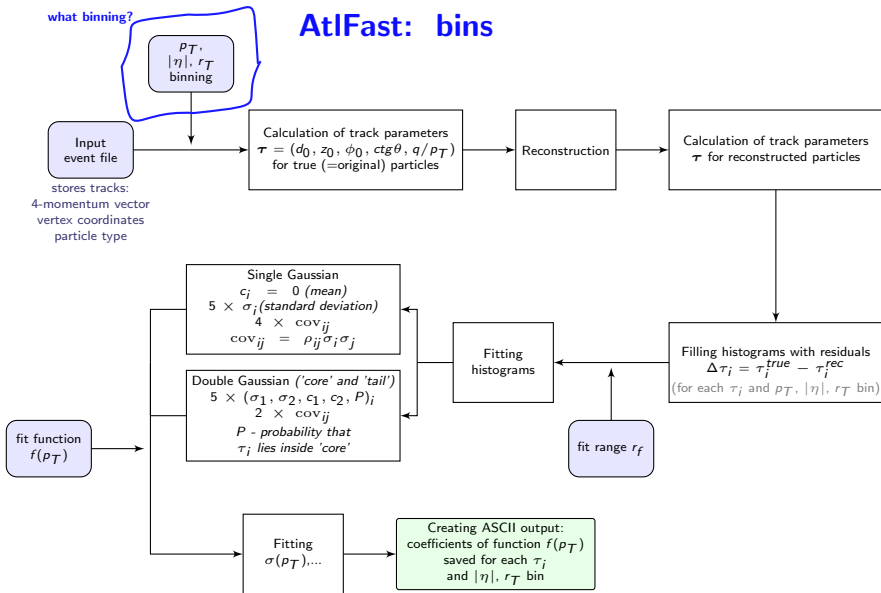 what binning?
AtlFast: bins
p_T,
|η|, r_T
binning
Input
event file
stores tracks:
4-momentum vector
vertex coordinates
particle type
Calculation of track parameters
τ = (d_0, z_0, ϕ_0, ctgθ, q/p_T)
for true (=original) particles
Reconstruction
Calculation of track parameters
τ for reconstructed particles
Single Gaussian
c_i = 0 (mean)
5 × σ_i (standard deviation)
4 × cov_ij
cov_ij = ρ_ij σ_i σ_j
Double Gaussian ('core' and 'tail')
5 × (σ_1, σ_2, c_1, c_2, P)_i
2 × cov_ij
P - probability that
τ_i lies inside 'core'
Fitting
histograms
Filling histograms with residuals
Δτ_i = τ_i^true − τ_i^rec
(for each τ_i and p_T, |η|, r_T bin)
fit range r_f
fit function
f(p_T)
Fitting
σ(p_T),...
Creating ASCII output:
coefficients of function f(p_T)
saved for each τ_i
and |η|, r_T bin